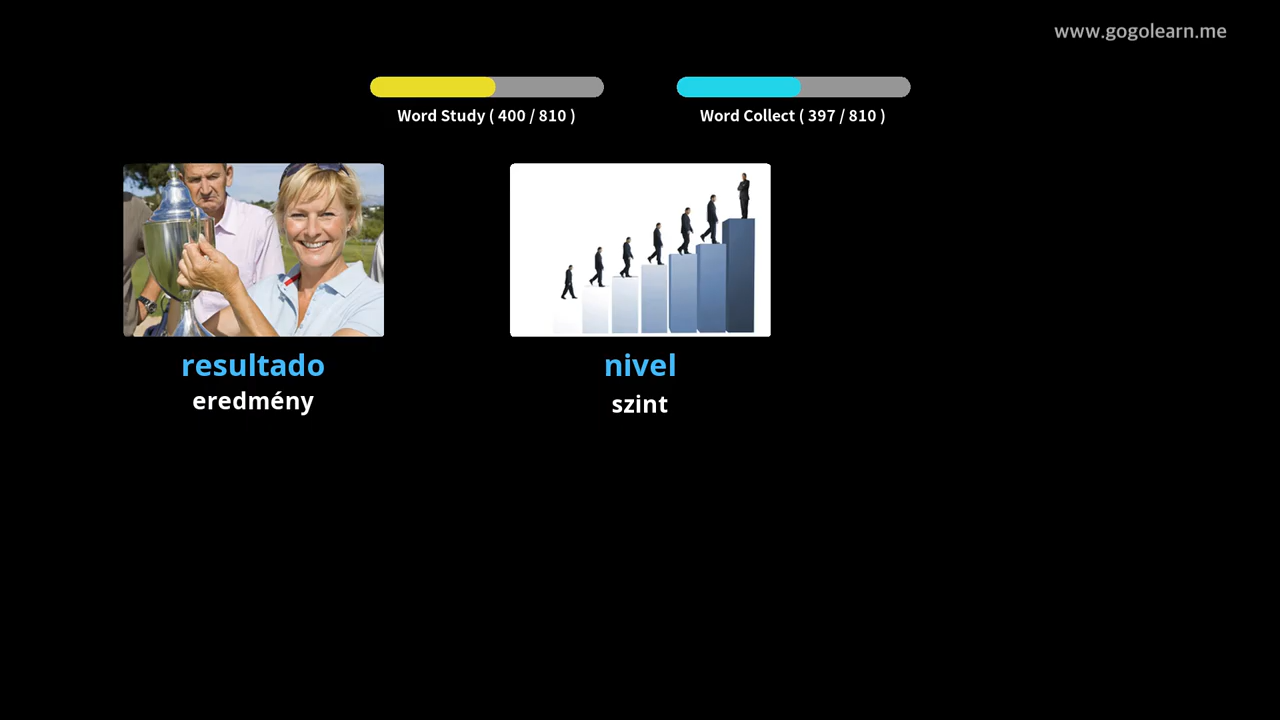 www.gogolearn.me
Word Study ( 400 / 810 )
Word Collect ( 397 / 810 )
resultado
eredmény
nivel
szint